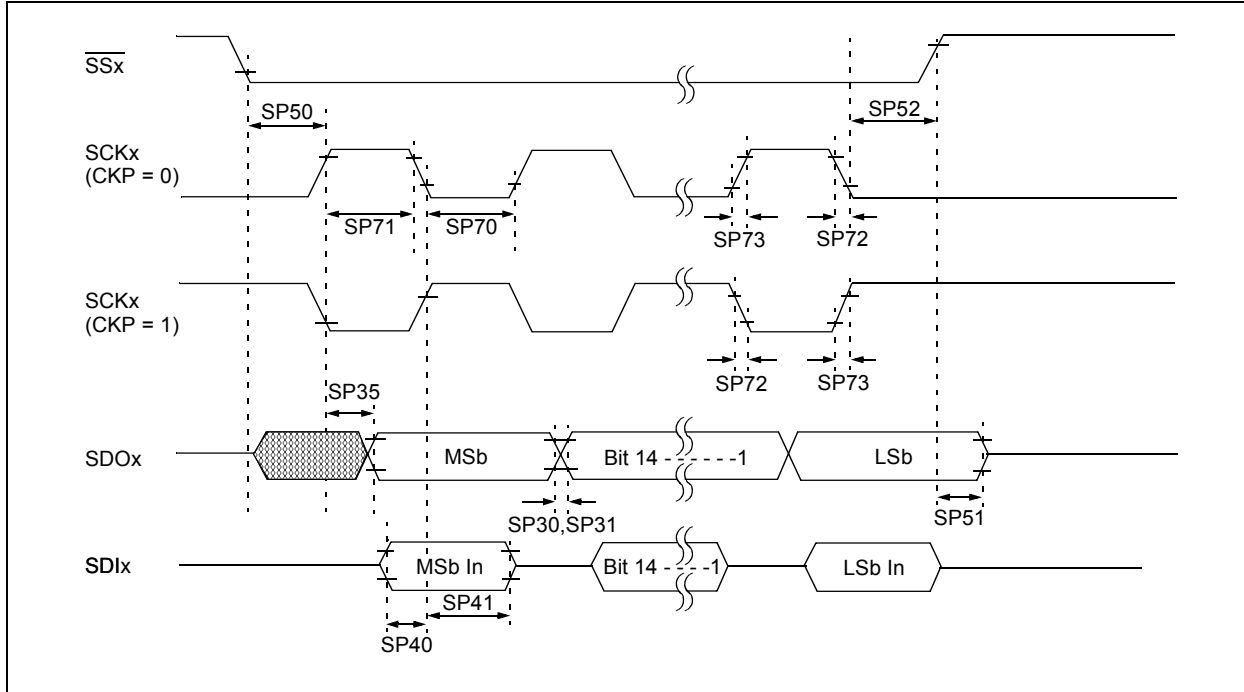 SSx
SP50
SP52
SCKx
(CKP = 0)
SP71
SP70
SP73
SP72
SCKx
(CKP = 1)
SP72
SP73
SP35
SDOx
MSb
Bit 14 - - - - - -1
LSb
SP30,SP31
SP51
SDIx
MSb In
Bit 14 - - - - -1
LSb In
SP41
SP40